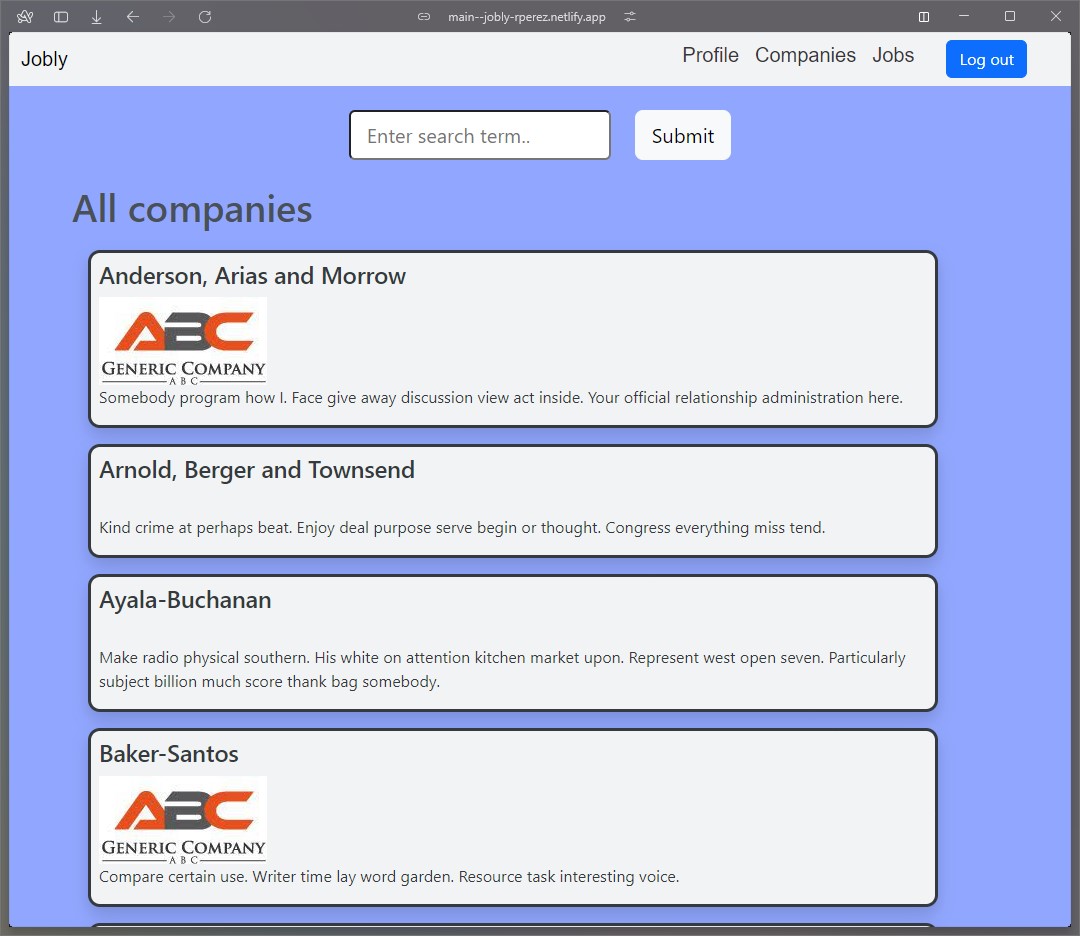 main--jobly-rperez.netlify.app
Jobly
Profile Companies Jobs Log out
Enter search term.. Submit
All companies
Anderson, Arias and Morrow
ABC
GENERIC COMPANY
ABC
Somebody program how I. Face give away discussion view act inside. Your official relationship administration here.
Arnold, Berger and Townsend
Kind crime at perhaps beat. Enjoy deal purpose serve begin or thought. Congress everything miss tend.
Ayala-Buchanan
Make radio physical southern. His white on attention kitchen market upon. Represent west open seven. Particularly
subject billion much score thank bag somebody.
Baker-Santos
ABC
GENERIC COMPANY
ABC
Compare certain use. Writer time lay word garden. Resource task interesting voice.